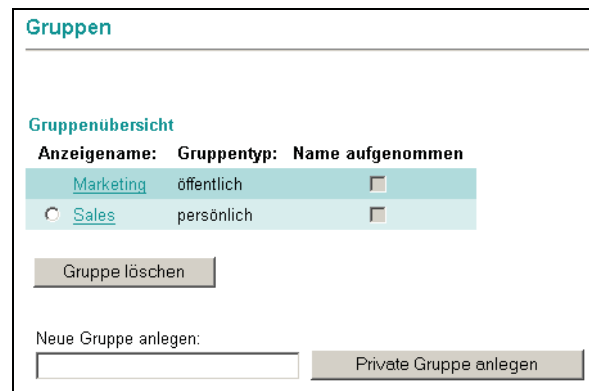 Gruppen
Gruppenübersicht
Anzeigename: Gruppentyp: Name aufgenommen
Marketing öffentlich
Sales persönlich
Gruppe löschen
Neue Gruppe anlegen:
Private Gruppe anlegen